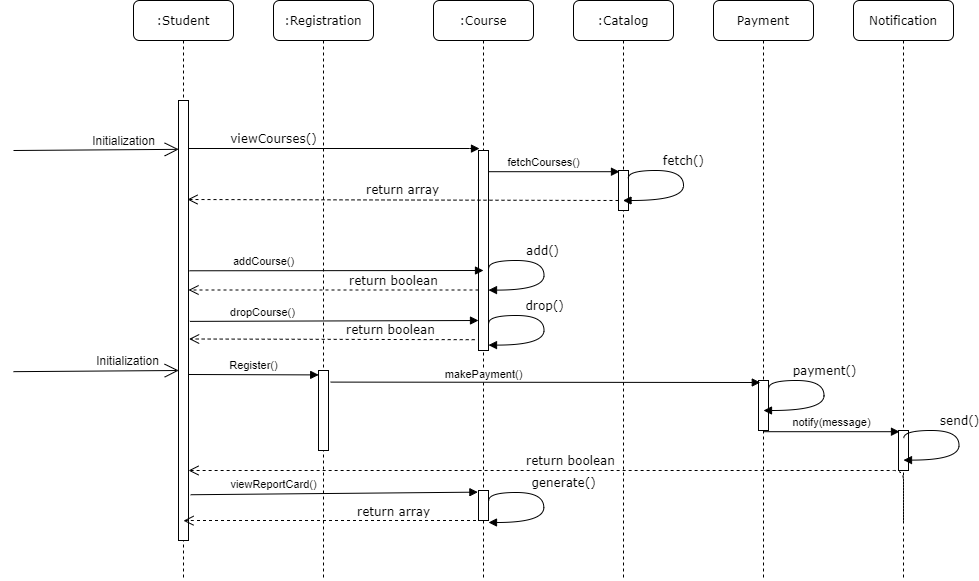 :Student
:Registration
:Course
:Catalog
Payment
Notification
Initialization
viewCourses()
fetchCourses()
fetch()
return array
add()
addCourse()
return boolean
drop()
dropCourse()
return boolean
Initialization
Register()
makePayment()
payment()
notify(message)
send()
return boolean
viewReportCard()
generate()
return array